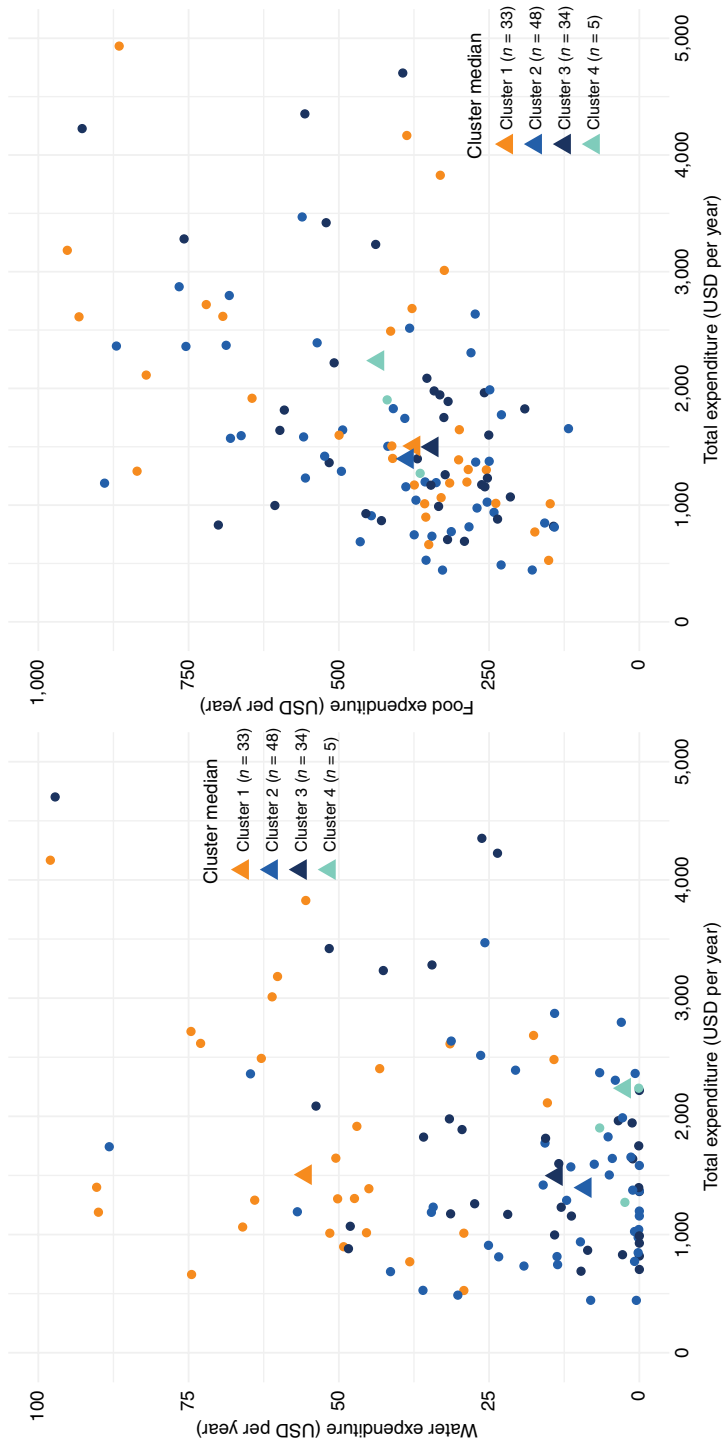 1,000
750
500
250
0
Food expenditure (USD per year)
0
1,000
2,000
3,000
4,000
5,000
Total expenditure (USD per year)
Cluster median
Cluster 1 (n = 33)
Cluster 2 (n = 48)
Cluster 3 (n = 34)
Cluster 4 (n = 5)
100
75
50
25
0
Water expenditure (USD per year)
0
1,000
2,000
3,000
4,000
5,000
Total expenditure (USD per year)
Cluster median
Cluster 1 (n = 33)
Cluster 2 (n = 48)
Cluster 3 (n = 34)
Cluster 4 (n = 5)